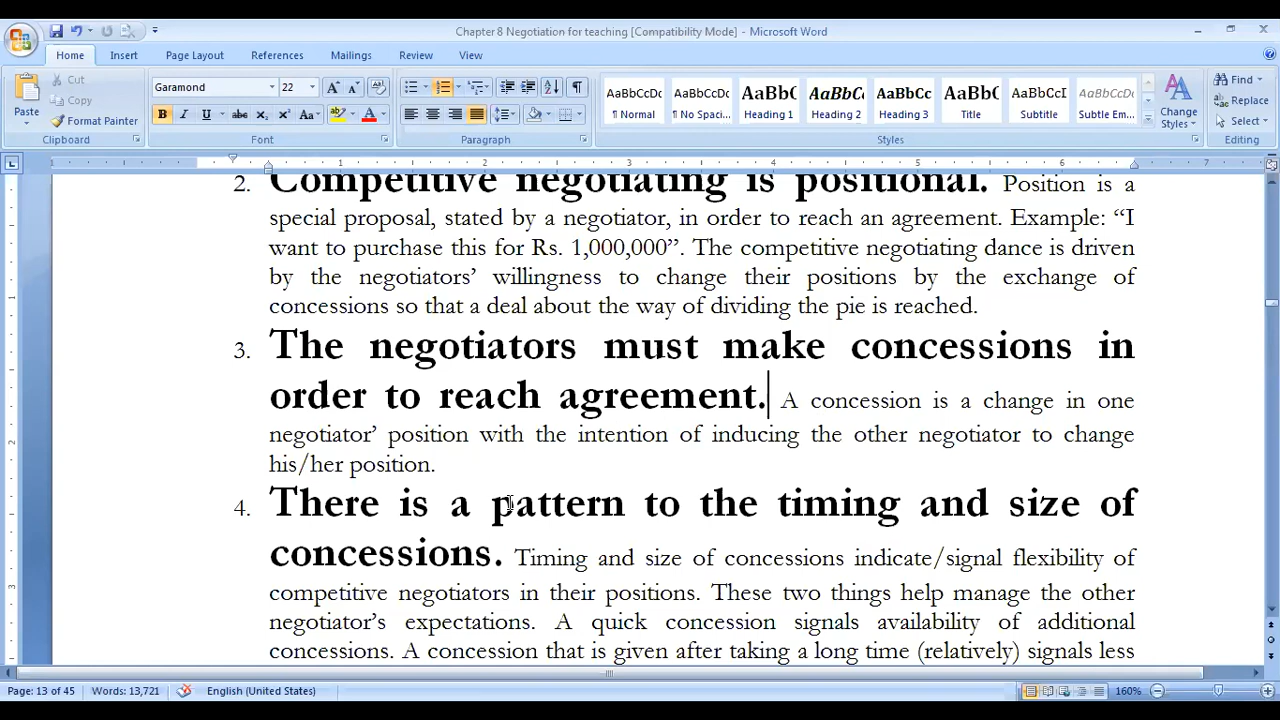 Chapter 8 Negotiation for teaching [Compatibility Mode] - Microsoft Word
Home Insert Page Layout References Mailings Review View
Paste
Cut
Copy
Format Painter
Clipboard
Garamond 22
Font
Paragraph
AaBbCcDc AaBbCcDc AaBbC AaBbCc AaBbCc AaBbC AaBbCcI AaBbCcDc
¶ Normal ¶ No Spaci... Heading 1 Heading 2 Heading 3 Title Subtitle Subtle Em...
Change Styles
Styles
Find
Replace
Select
Editing
1 2 3 4 5 6 7
2. Competitive negotiating is positional. Position is a
special proposal, stated by a negotiator, in order to reach an agreement. Example: “I
want to purchase this for Rs. 1,000,000”. The competitive negotiating dance is driven
by the negotiators’ willingness to change their positions by the exchange of
concessions so that a deal about the way of dividing the pie is reached.
3. The negotiators must make concessions in
order to reach agreement. A concession is a change in one
negotiator’ position with the intention of inducing the other negotiator to change
his/her position.
4. There is a pattern to the timing and size of
concessions. Timing and size of concessions indicate/signal flexibility of
competitive negotiators in their positions. These two things help manage the other
negotiator’s expectations. A quick concession signals availability of additional
concessions. A concession that is given after taking a long time (relatively) signals less
Page: 13 of 45 Words: 13,721 English (United States) 160%